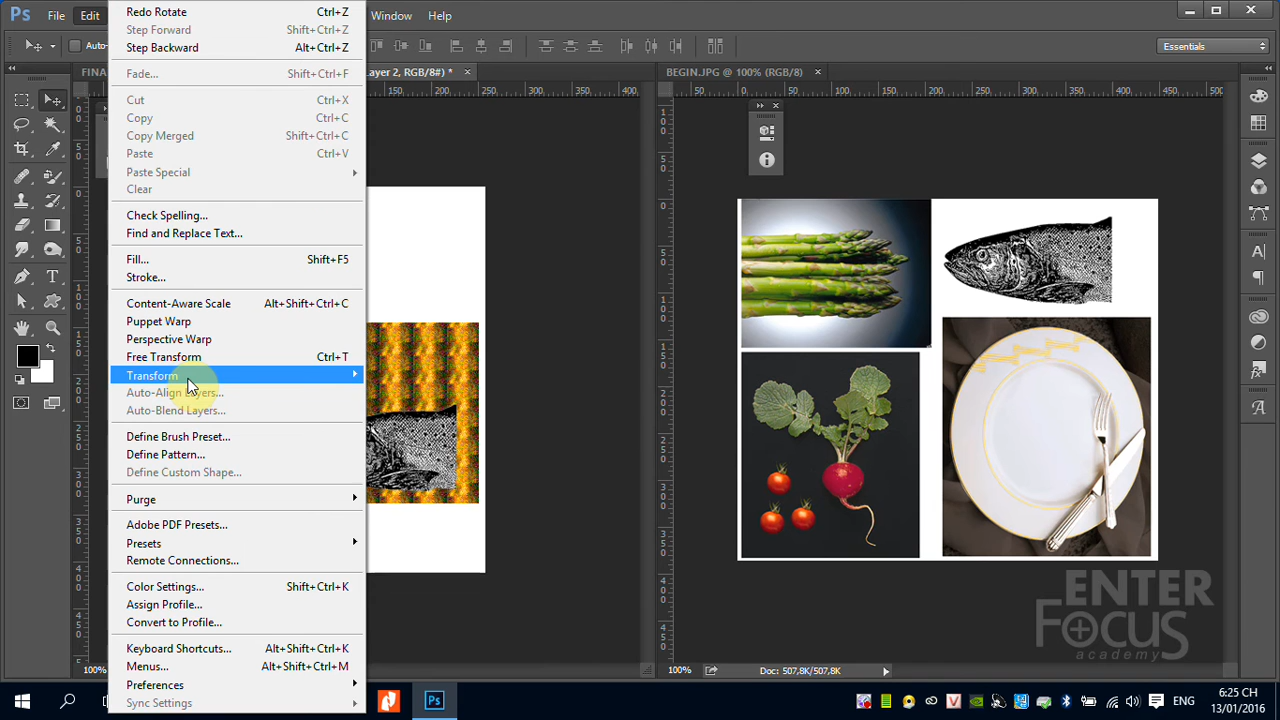 Ps File Edit Window Help
Redo Rotate Ctrl+Z
Step Forward Shift+Ctrl+Z
Step Backward Alt+Ctrl+Z
Fade... Shift+Ctrl+F
Cut Ctrl+X
Copy Ctrl+C
Copy Merged Shift+Ctrl+C
Paste Ctrl+V
Paste Special
Clear
Check Spelling...
Find and Replace Text...
Fill... Shift+F5
Stroke...
Content-Aware Scale Alt+Shift+Ctrl+C
Puppet Warp
Perspective Warp
Free Transform Ctrl+T
Transform
Auto-Align Layers...
Auto-Blend Layers...
Define Brush Preset...
Define Pattern...
Define Custom Shape...
Purge
Adobe PDF Presets...
Presets
Remote Connections...
Color Settings... Shift+Ctrl+K
Assign Profile...
Convert to Profile...
Keyboard Shortcuts... Alt+Shift+Ctrl+K
Menus... Alt+Shift+Ctrl+M
Preferences
Sync Settings
Auto-
Essentials
FINA
ayer 2, RGB/8#) *
BEGIN.JPG @ 100% (RGB/8)
150 200 250 300 350 400
50 0 50 100 150 200 250 300 350 400 450 500
ENTER
FOCUS
academy
100%
100% Doc: 507,8K/507,8K
Ps
ENG
6:25 CH
13/01/2016